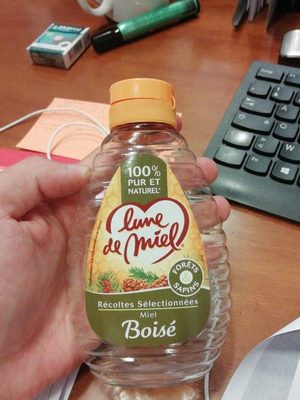 100%
PUR ET
NATUREL*
lune
de miel
FORÊTS
&
SAPINS
Récoltes Sélectionnées
Miel
Boisé